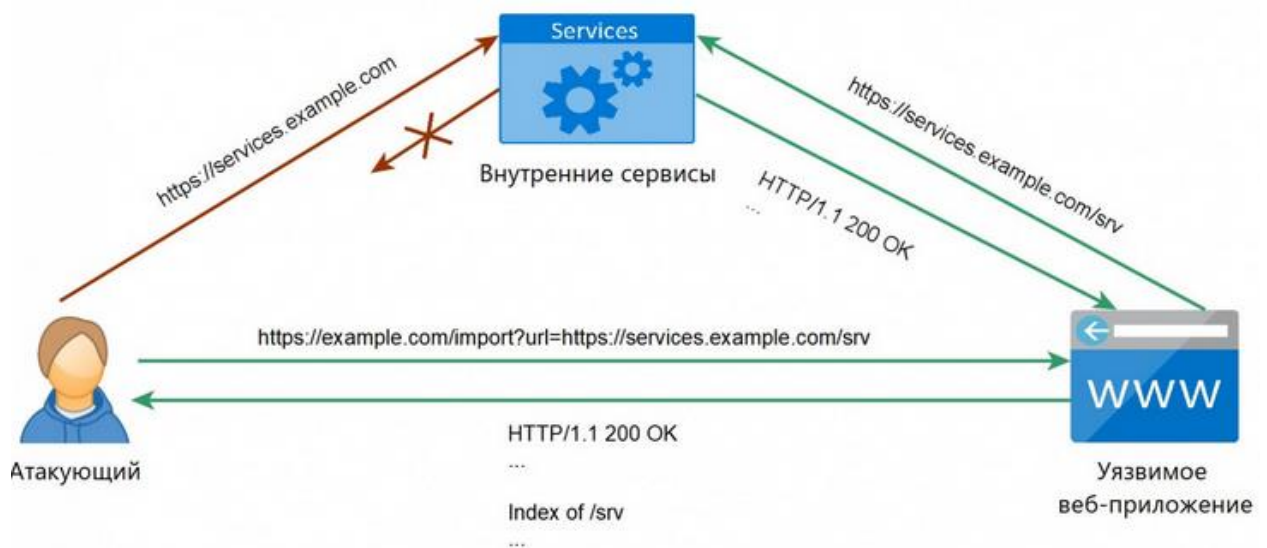 Services
https://services.example.com
https://services.example.com/srv
Внутренние сервисы
HTTP/1.1 200 OK
...
https://example.com/import?url=https://services.example.com/srv
WWW
HTTP/1.1 200 OK
...
Index of /srv
...
Атакующий
Уязвимое
веб-приложение